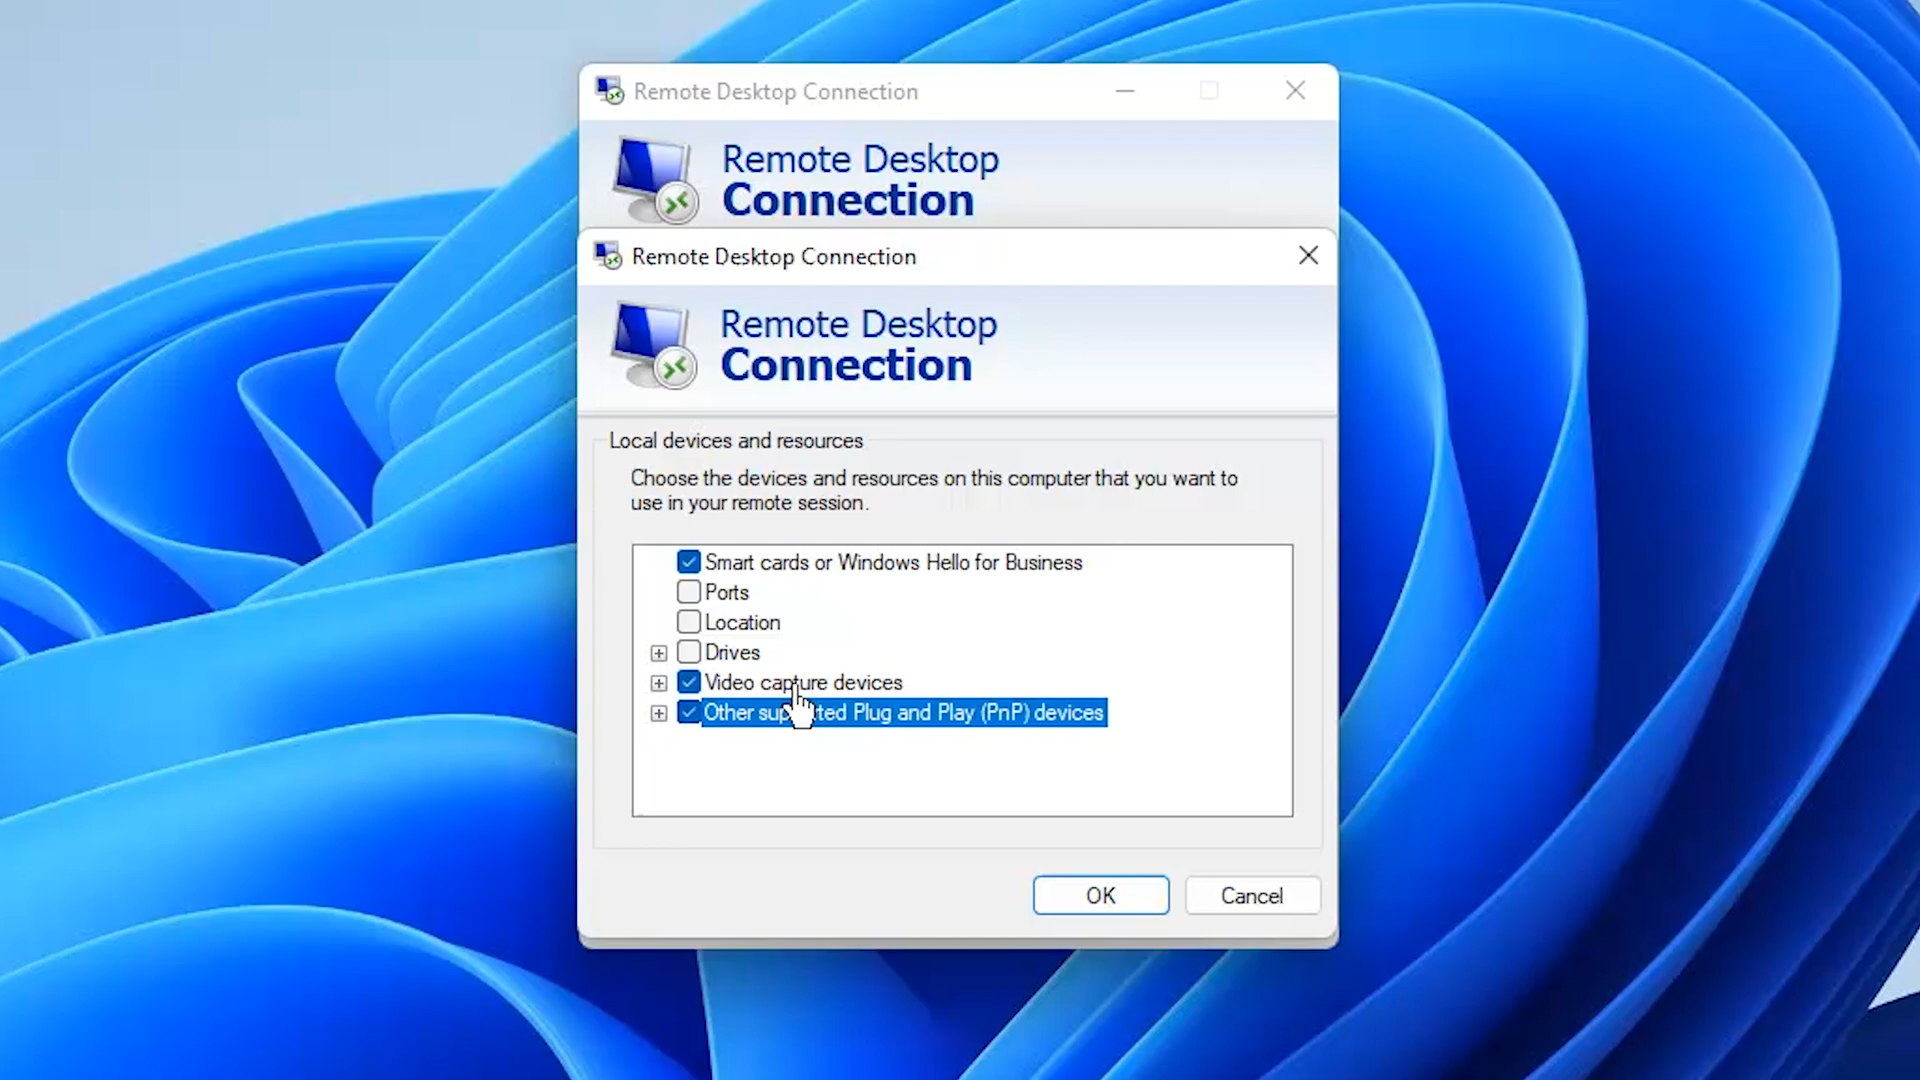 Remote Desktop Connection
Remote Desktop
Connection
Remote Desktop Connection
Remote Desktop
Connection
Local devices and resources
Choose the devices and resources on this computer that you want to
use in your remote session.
Smart cards or Windows Hello for Business
Ports
Location
Drives
Video capture devices
Other supported Plug and Play (PnP) devices
OK Cancel